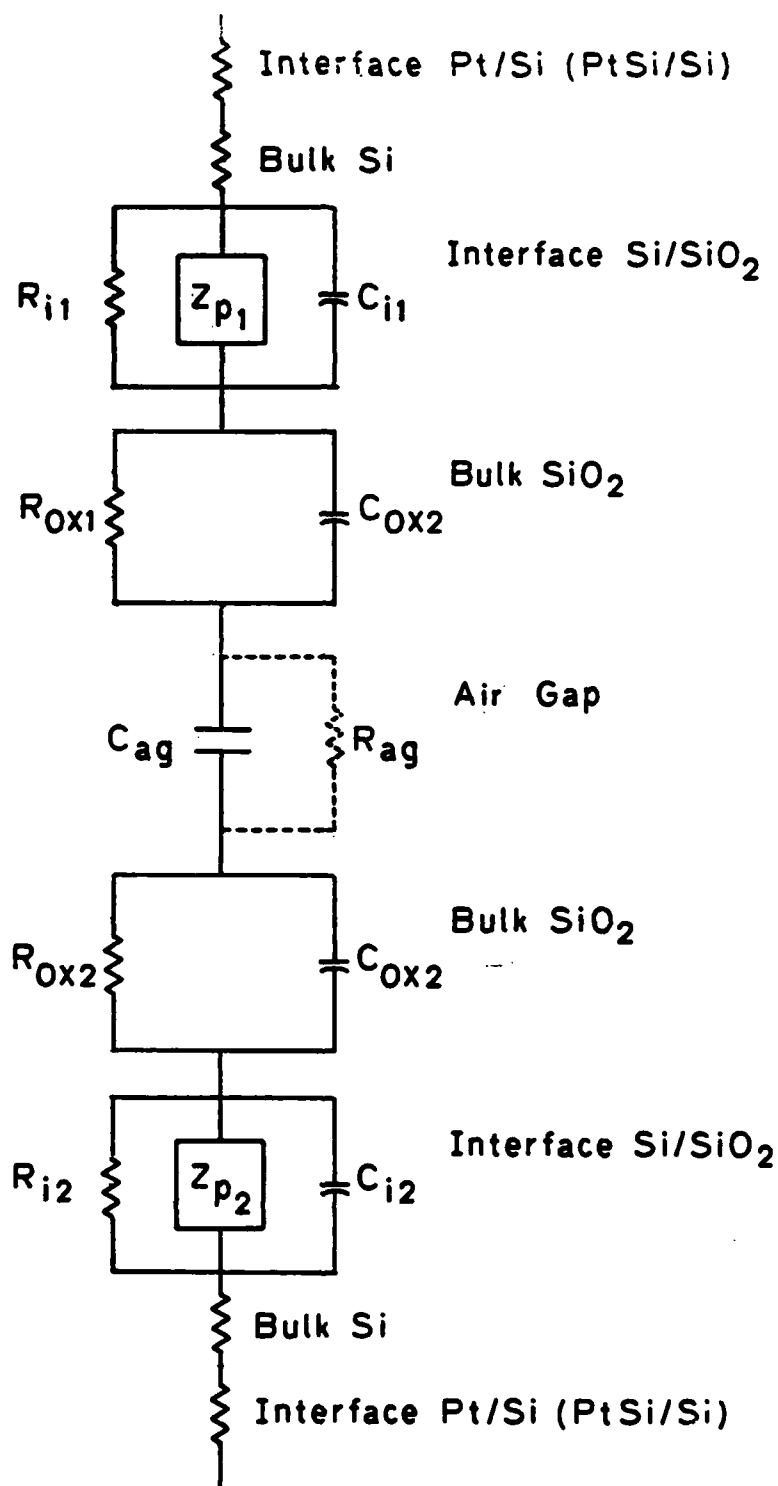 Interface Pt/Si (PtSi/Si)
Bulk Si
Interface Si/SiO2
Ri1
Zp1
Ci1
Bulk SiO2
ROX1
COX2
Air Gap
Cag
Rag
Bulk SiO2
ROX2
COX2
Interface Si/SiO2
Ri2
Zp2
Ci2
Bulk Si
Interface Pt/Si (PtSi/Si)